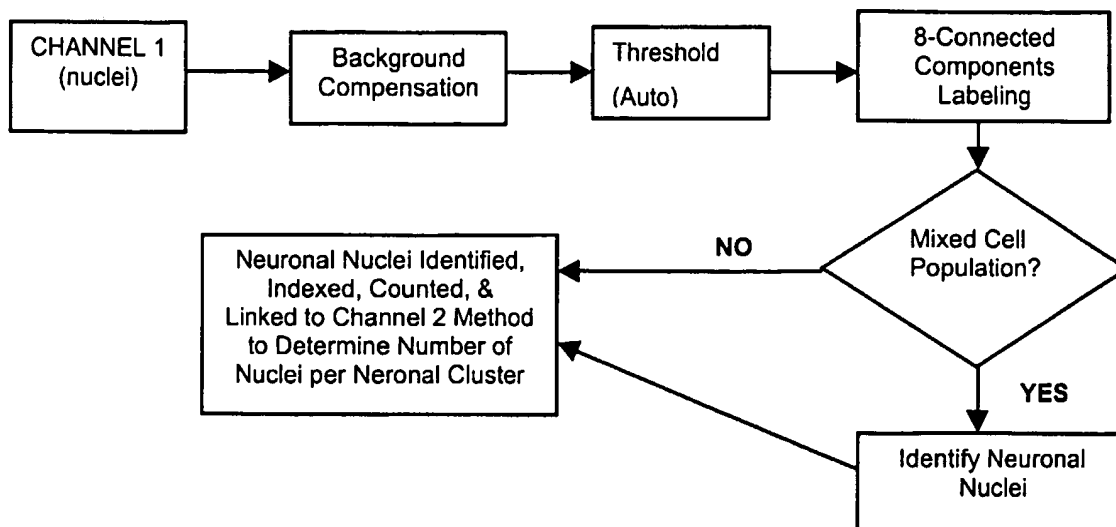 CHANNEL 1
(nuclei)
Background
Compensation
Threshold
(Auto)
8-Connected
Components
Labeling
Mixed Cell
Population?
NO
Neuronal Nuclei Identified,
Indexed, Counted, &
Linked to Channel 2 Method
to Determine Number of
Nuclei per Neronal Cluster
YES
Identify Neuronal
Nuclei